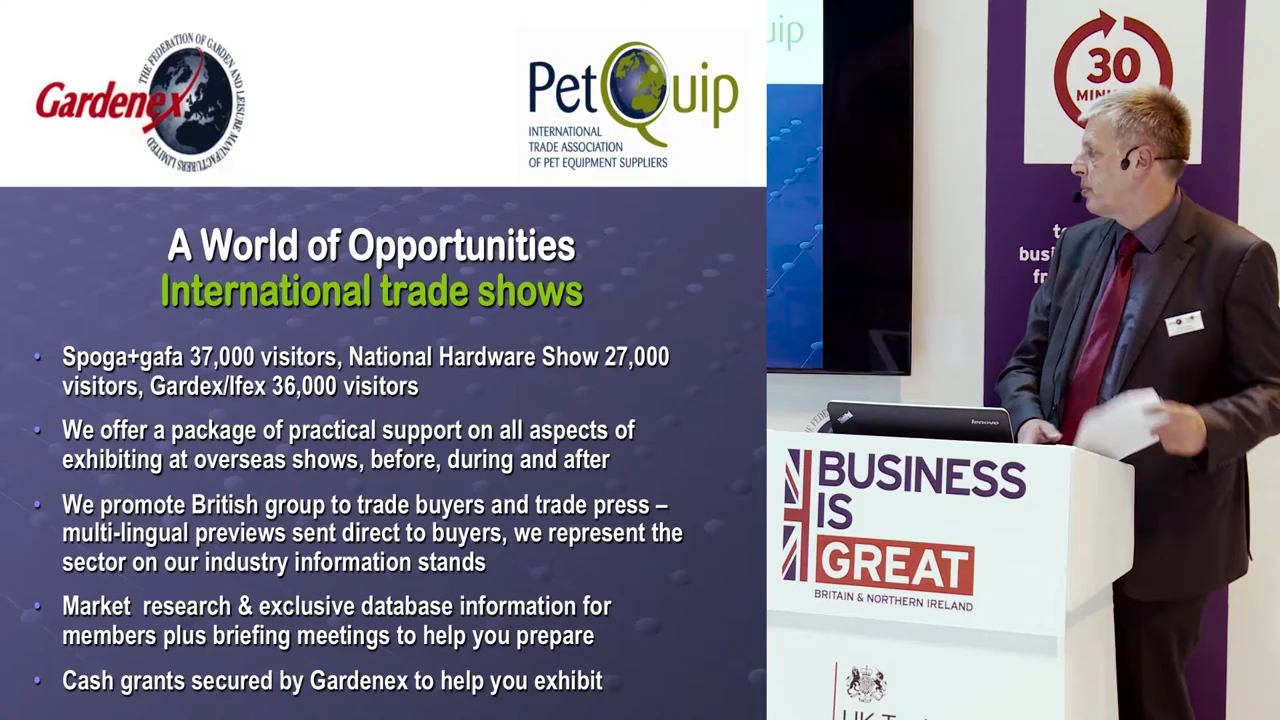 Gardenex
THE FEDERATION OF GARDEN AND LEISURE MANUFACTURERS LIMITED
PetQuip
INTERNATIONAL
TRADE ASSOCIATION
OF PET EQUIPMENT SUPPLIERS
A World of Opportunities
International trade shows
• Spoga+gafa 37,000 visitors, National Hardware Show 27,000
visitors, Gardex/Ifex 36,000 visitors
• We offer a package of practical support on all aspects of
exhibiting at overseas shows, before, during and after
• We promote British group to trade buyers and trade press –
multi-lingual previews sent direct to buyers, we represent the
sector on our industry information stands
• Market research & exclusive database information for
members plus briefing meetings to help you prepare
• Cash grants secured by Gardenex to help you exhibit
uip
30
lenovo
BUSINESS
IS
GREAT
BRITAIN & NORTHERN IRELAND